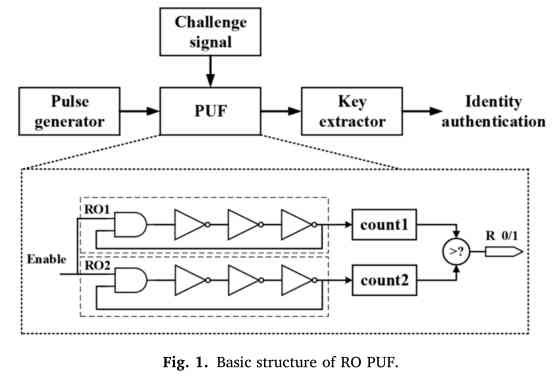 Challenge
signal
Pulse
generator
PUF
Key
extractor
Identity
authentication
RO1
count1
Enable
R 0/1
>?
RO2
count2
Fig. 1. Basic structure of RO PUF.